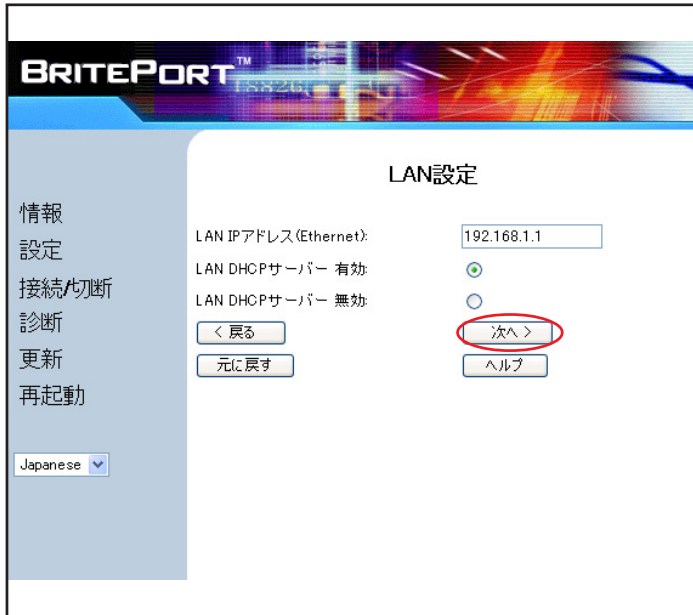 BRITEPORT™
LAN設定
情報
設定
接続/切断
診断
更新
再起動
Japanese
LAN IPアドレス(Ethernet): 192.168.1.1
LAN DHCPサーバー 有効:
LAN DHCPサーバー 無効:
< 戻る 次へ >
元に戻す ヘルプ